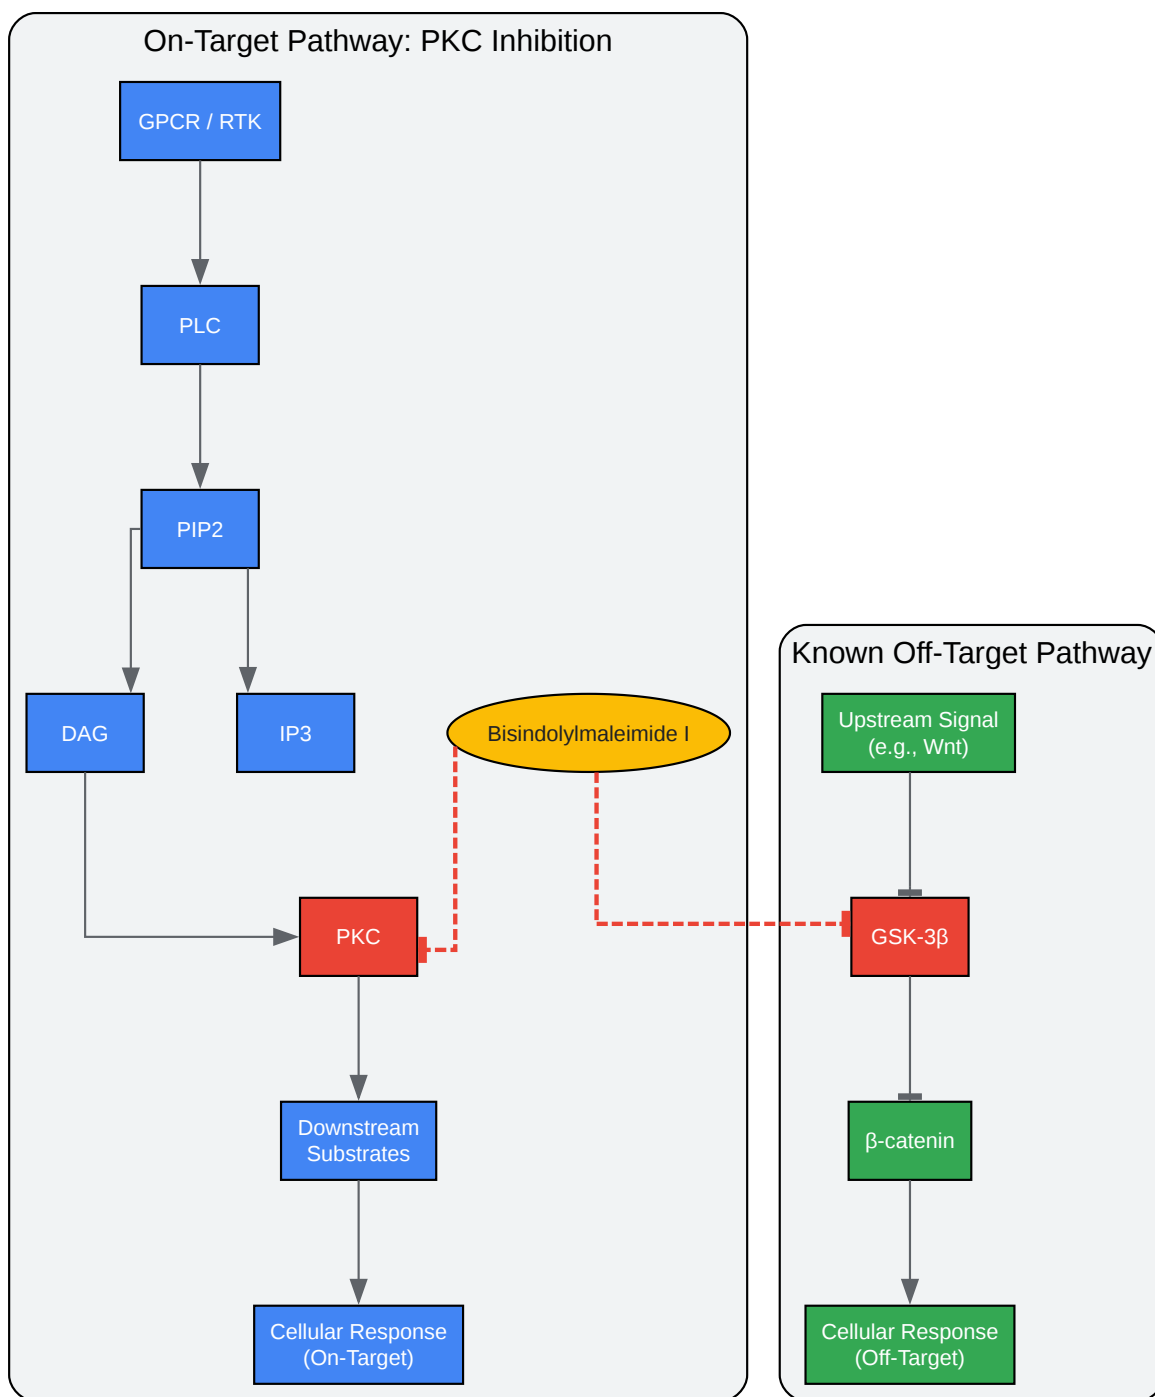 On-Target Pathway: PKC Inhibition
GPCR / RTK
PLC
PIP2
DAG
IP3
Bisindolylmaleimide I
PKC
Downstream
Substrates
Cellular Response
(On-Target)
Known Off-Target Pathway
Upstream Signal
(e.g., Wnt)
GSK-3β
β-catenin
Cellular Response
(Off-Target)